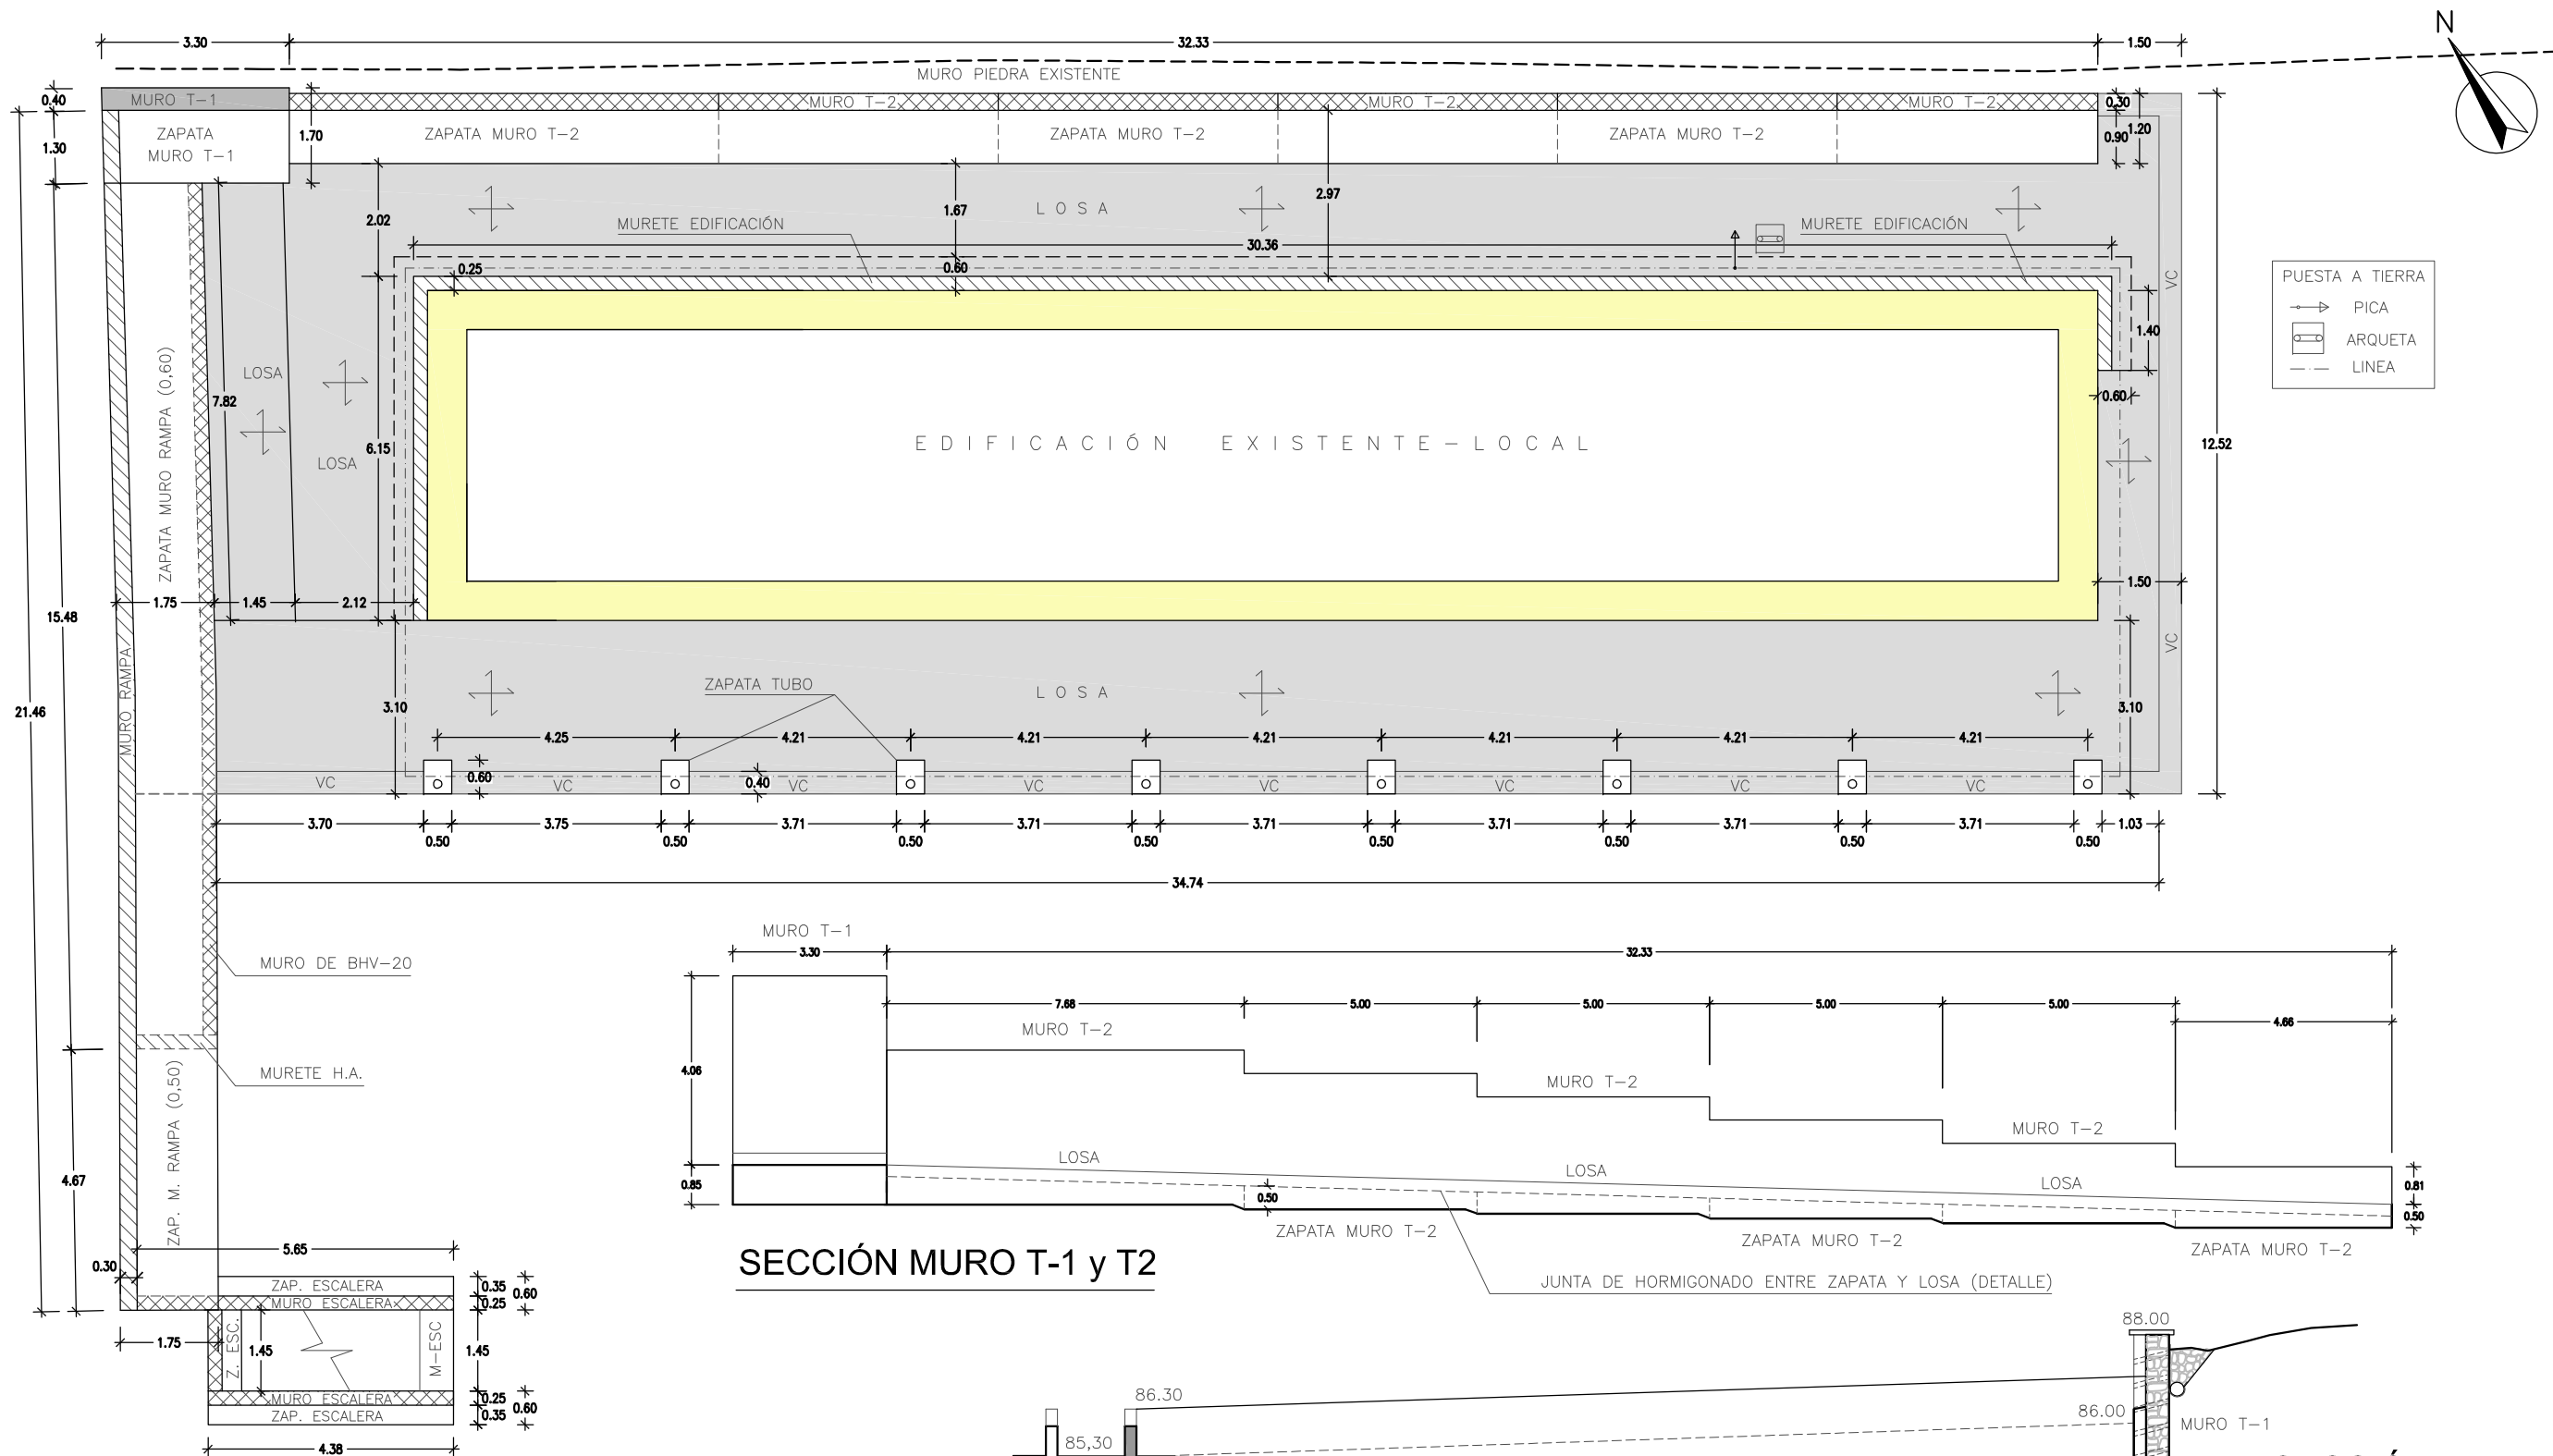 3.30
32.33
1.50
N
MURO PIEDRA EXISTENTE
0.40
MURO T-1
MURO T-2
MURO T-2
MURO T-2
0.30
ZAPATA
MURO T-1
1.30
1.70
ZAPATA MURO T-2
ZAPATA MURO T-2
ZAPATA MURO T-2
0.90
1.20
2.02
1.67
2.97
LOSA
MURETE EDIFICACIÓN
MURETE EDIFICACIÓN
30.36
0.25
0.60
VC
1.40
0.60
PUESTA A TIERRA
PICA
ARQUETA
LINEA
ZAPATA MURO RAMPA (0,60)
LOSA
7.82
LOSA
6.15
EDIFICACIÓN EXISTENTE-LOCAL
12.52
1.75
1.45
2.12
1.50
15.48
21.46
MURO RAMPA
VC
ZAPATA TUBO
LOSA
3.10
3.10
4.25
4.21
4.21
4.21
4.21
4.21
4.21
0.60
0.40
VC
VC
VC
VC
VC
VC
VC
VC
3.70
3.75
3.71
3.71
3.71
3.71
3.71
3.71
1.03
0.50
0.50
0.50
0.50
0.50
0.50
0.50
0.50
34.74
MURO DE BHV-20
MURETE H.A.
ZAP. M. RAMPA (0,50)
4.67
MURO T-1
3.30
32.33
7.68
5.00
5.00
5.00
5.00
4.66
MURO T-2
4.06
MURO T-2
MURO T-2
LOSA
LOSA
LOSA
0.85
0.50
0.81
0.50
ZAPATA MURO T-2
ZAPATA MURO T-2
ZAPATA MURO T-2
SECCIÓN MURO T-1 y T2
JUNTA DE HORMIGONADO ENTRE ZAPATA Y LOSA (DETALLE)
5.65
0.30
ZAP. ESCALERA
0.35
0.60
MURO ESCALERA
0.25
1.75
Z. ESC.
1.45
M-ESC
1.45
MURO ESCALERA
0.25
0.60
ZAP. ESCALERA
0.35
4.38
88.00
86.30
86.00
MURO T-1
85,30